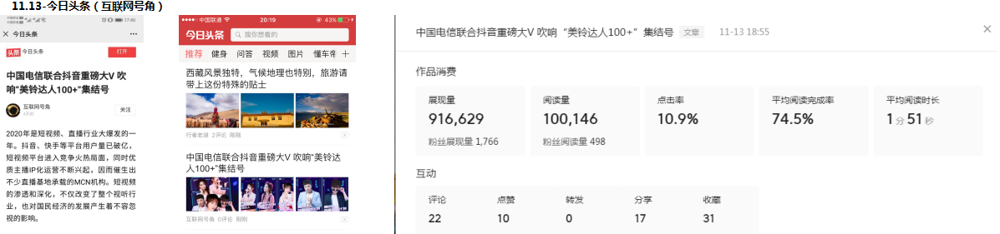 11.13-今日头条（互联网号角）
17:40
× 今日头条 ···
头条 今日头条 打开
中国电信联合抖音重磅大V 吹
响“美铃达人100+”集结号
互联网号角
关注
2020年是短视频、直播行业大爆发的一
年。抖音、快手等平台用户量已破亿，
短视频平台进入竞争火热局面，同时优
质主播IP化运营不断兴起，因而催生出
不少直播基地承载的MCN机构。短视频
的渗透和深化，不仅改变了整个视听行
业，也对国民经济的发展产生着不容忽
视的影响。
中国联通 20:19 43%
今日头条 搜你想看的
推荐 健身 问答 视频 图片 懂车帝 +
西藏风景独特，气候地理也特别，旅游请
带上这份特殊的贴士
行者老湖 2评论 刚刚
中国电信联合抖音重磅大V 吹响“美铃达
人100+”集结号
互联网号角 0评论 刚刚
中国电信联合抖音重磅大V 吹响“美铃达人100+”集结号 文章 11-13 18:55 ×
作品消费
展现量 阅读量 点击率 平均阅读完成率 平均阅读时长
916,629 100,146 10.9% 74.5% 1 分 51 秒
粉丝展现量 1,766 粉丝阅读量 498
互动
评论 点赞 转发 分享 收藏
22 10 0 17 31